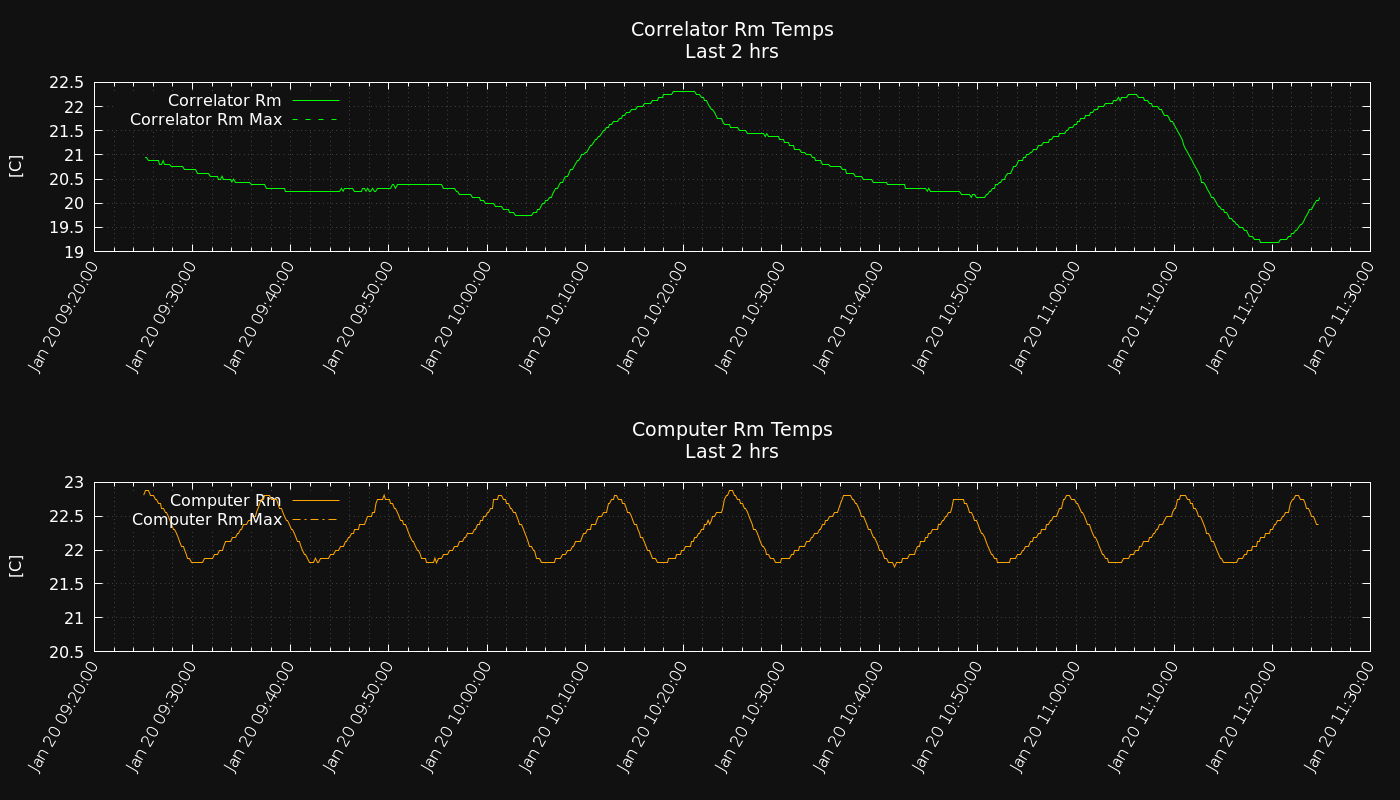 Correlator Rm Temps
Last 2 hrs
22.5
22
21.5
21
20.5
20
19.5
19
[C]
Correlator Rm
Correlator Rm Max
Jan 20 09:20:00
Jan 20 09:30:00
Jan 20 09:40:00
Jan 20 09:50:00
Jan 20 10:00:00
Jan 20 10:10:00
Jan 20 10:20:00
Jan 20 10:30:00
Jan 20 10:40:00
Jan 20 10:50:00
Jan 20 11:00:00
Jan 20 11:10:00
Jan 20 11:20:00
Jan 20 11:30:00
Computer Rm Temps
Last 2 hrs
23
22.5
22
21.5
21
20.5
[C]
Computer Rm
Computer Rm Max
Jan 20 09:20:00
Jan 20 09:30:00
Jan 20 09:40:00
Jan 20 09:50:00
Jan 20 10:00:00
Jan 20 10:10:00
Jan 20 10:20:00
Jan 20 10:30:00
Jan 20 10:40:00
Jan 20 10:50:00
Jan 20 11:00:00
Jan 20 11:10:00
Jan 20 11:20:00
Jan 20 11:30:00